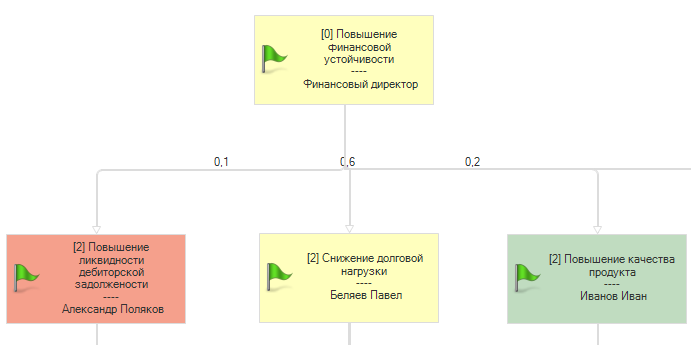 [0] Повышение
финансовой
устойчивости
----
Финансовый директор
0,1
0,6
0,2
[2] Повышение
ликвидности
дебиторской
задолжености
----
Александр Поляков
[2] Снижение долговой
нагрузки
----
Беляев Павел
[2] Повышение качества
продукта
----
Иванов Иван